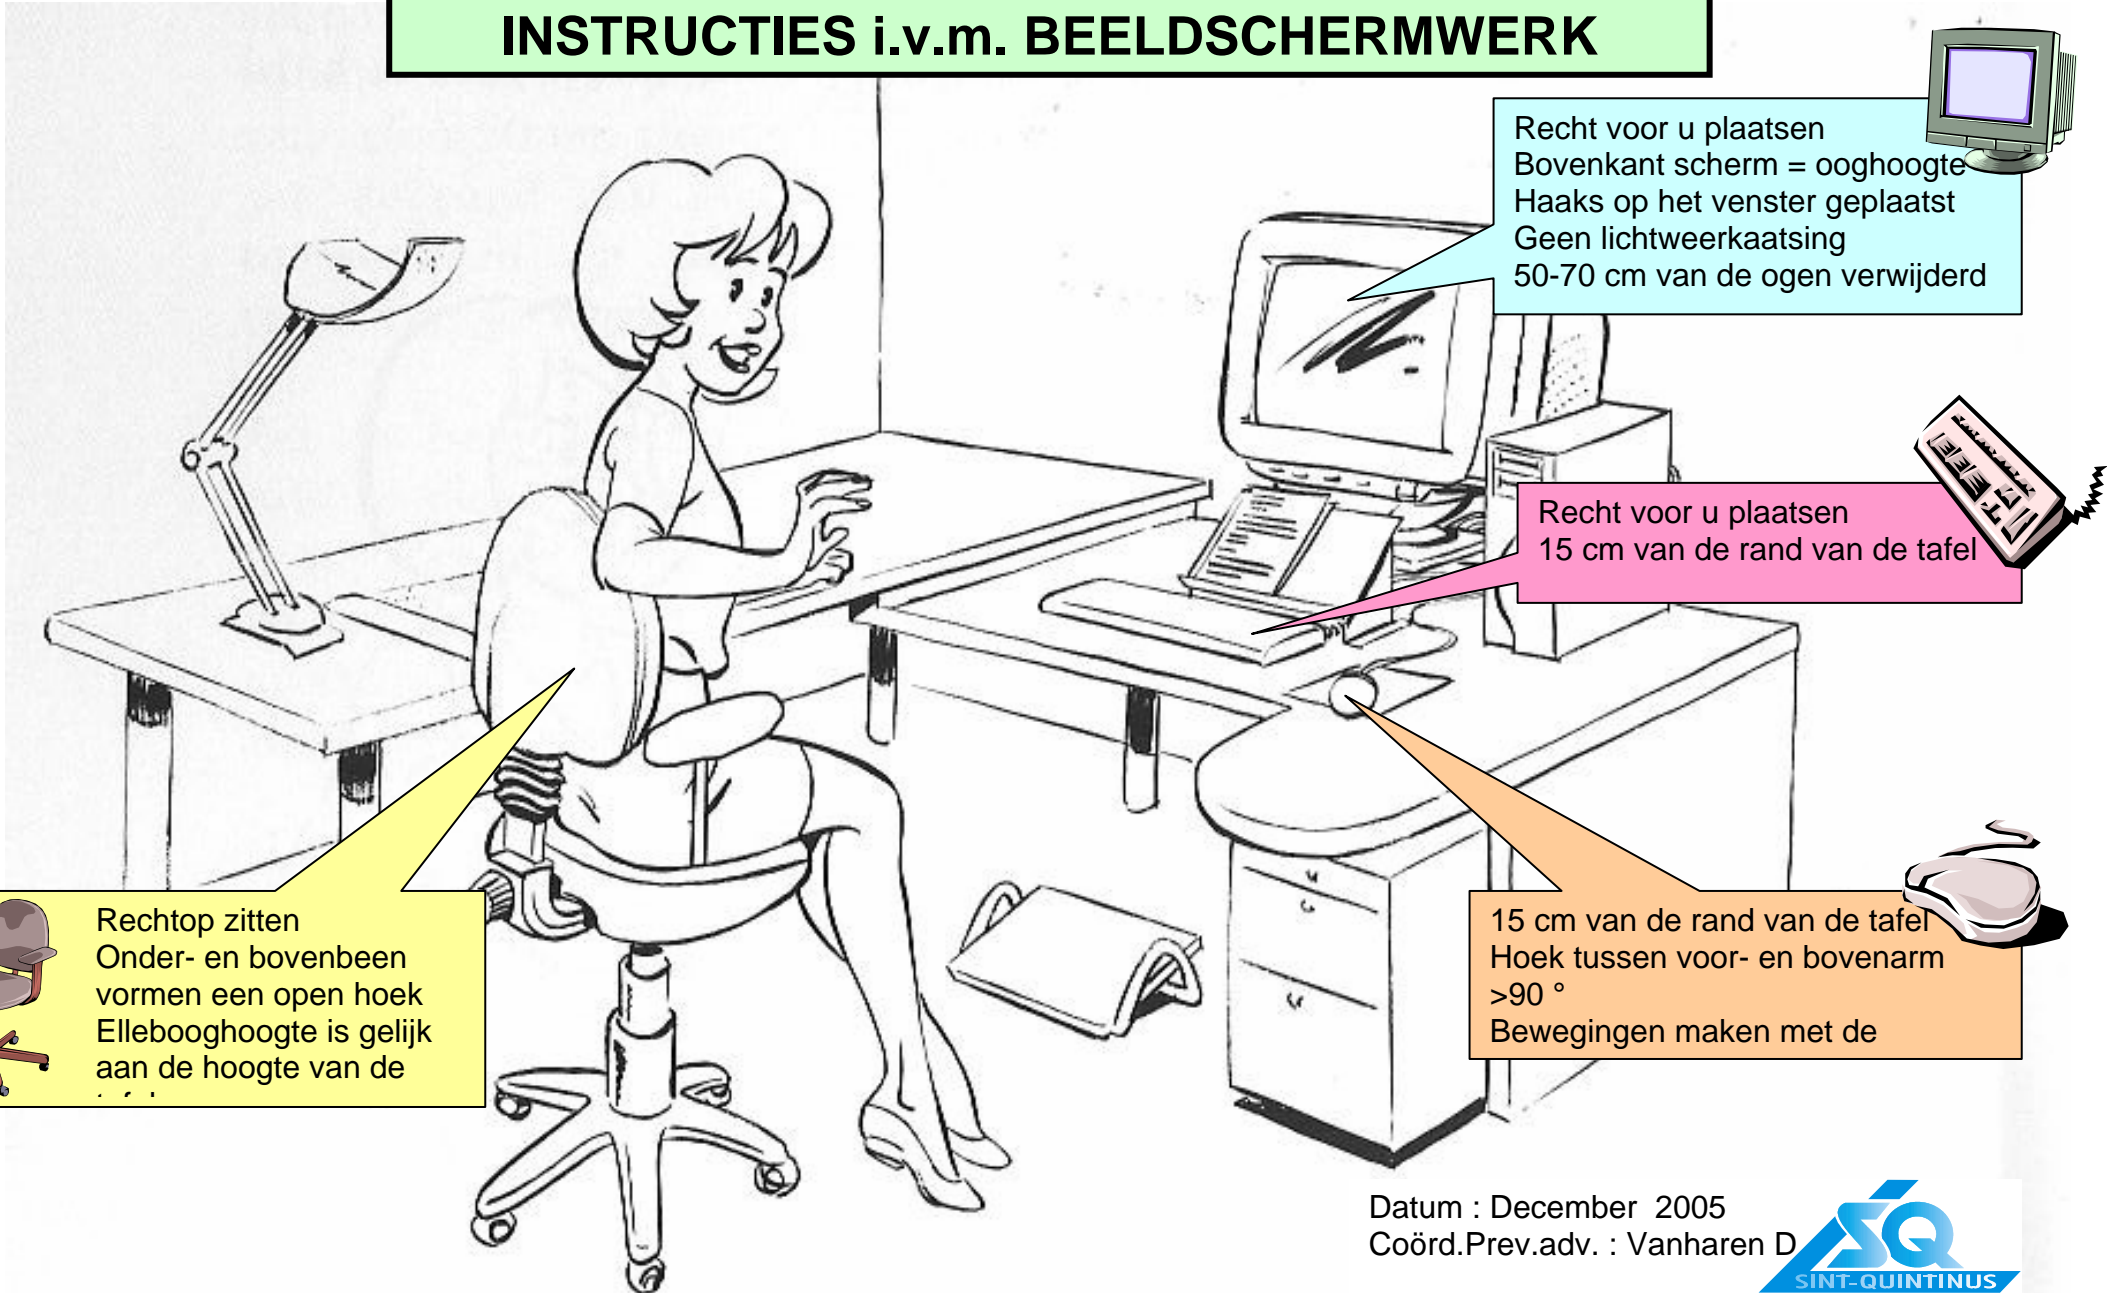 INSTRUCTIES i.v.m. BEELDSCHERMWERK
Recht voor u plaatsen
Bovenkant scherm = ooghoogte
Haaks op het venster geplaatst
Geen lichtweerkaatsing
50-70 cm van de ogen verwijderd
Recht voor u plaatsen
15 cm van de rand van de tafel
Rechtop zitten
Onder- en bovenbeen
vormen een open hoek
Ellebooghoogte is gelijk
aan de hoogte van de
15 cm van de rand van de tafel
Hoek tussen voor- en bovenarm
>90 °
Bewegingen maken met de
Datum : December 2005
Coörd.Prev.adv. : Vanharen D
SQ
SINT-QUINTINUS